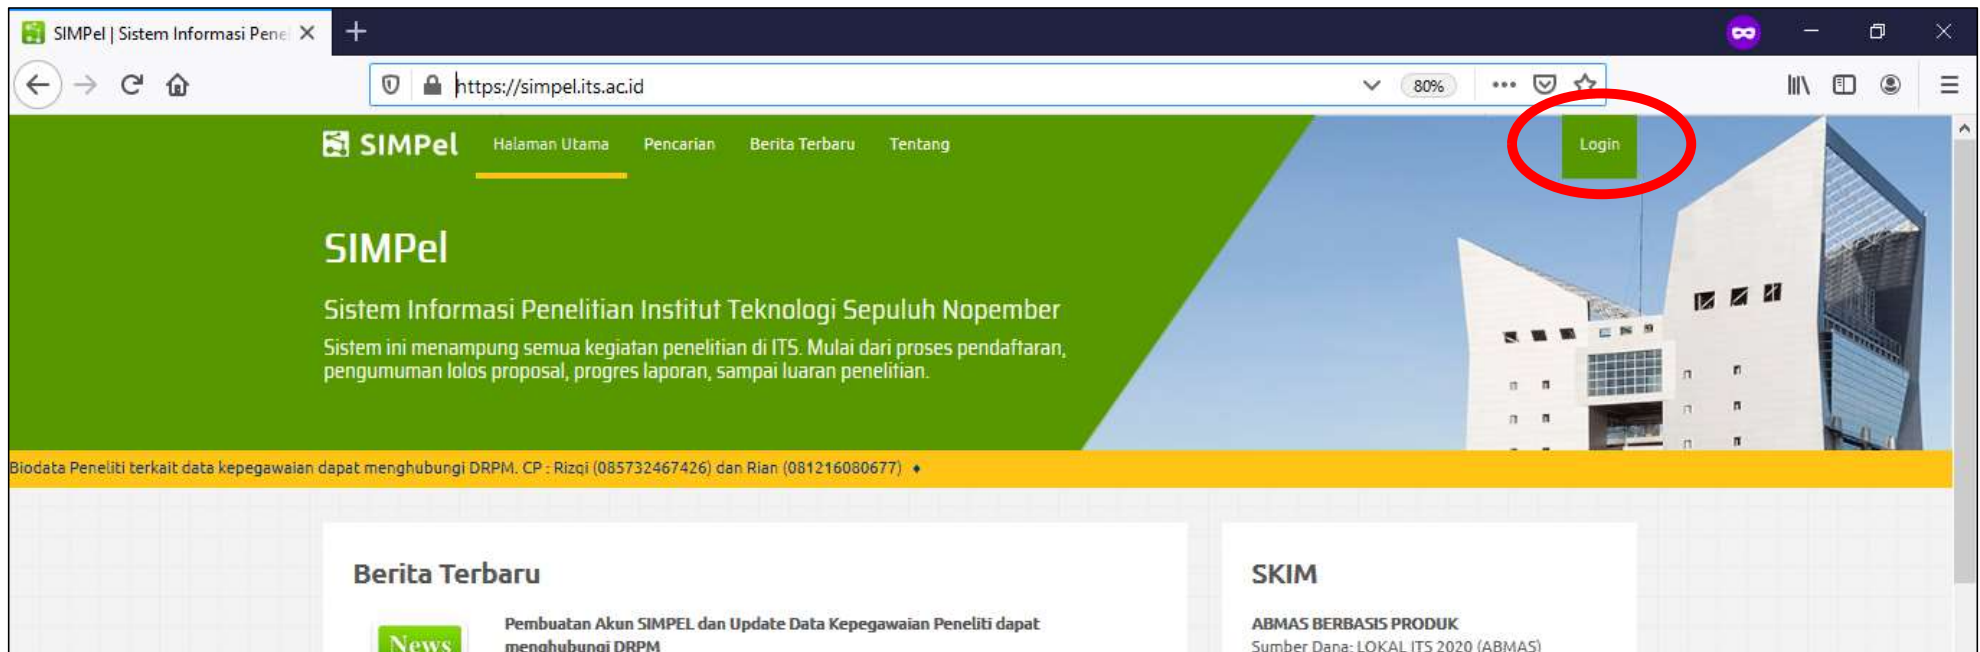 SIMPel | Sistem Informasi Pene
https://simpel.its.ac.id
80%
SIMPel
Halaman Utama
Pencarian
Berita Terbaru
Tentang
Login
SIMPel
Sistem Informasi Penelitian Institut Teknologi Sepuluh Nopember
Sistem ini menampung semua kegiatan penelitian di ITS. Mulai dari proses pendaftaran,
pengumuman lolos proposal, progres laporan, sampai luaran penelitian.
Biodata Peneliti terkait data kepegawaian dapat menghubungi DRPM. CP : Rizqi (085732467426) dan Rian (081216080677) ♦
Berita Terbaru
News
Pembuatan Akun SIMPEL dan Update Data Kepegawaian Peneliti dapat
menghubungi DRPM
SKIM
ABMAS BERBASIS PRODUK
Sumber Dana: LOKAL ITS 2020 (ABMAS)